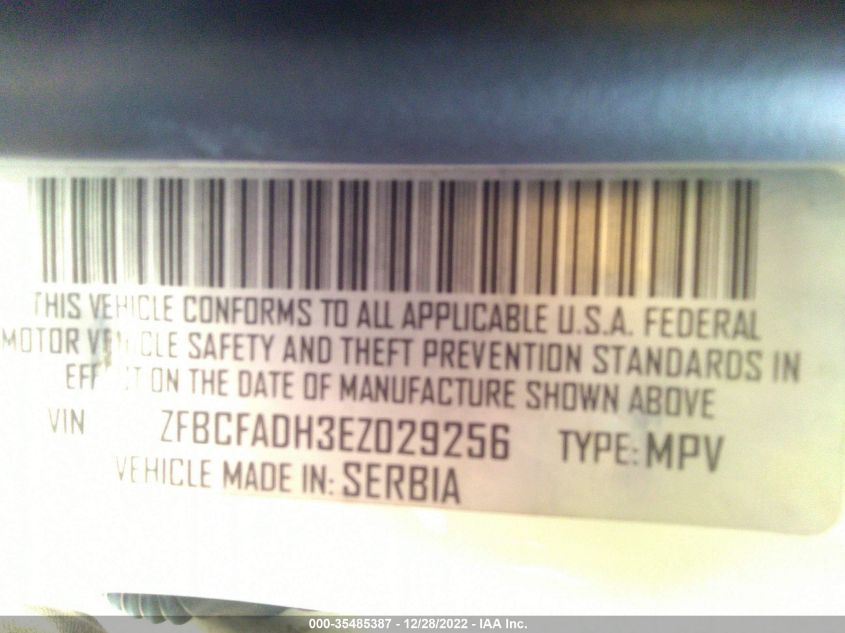 THIS VEHICLE CONFORMS TO ALL APPLICABLE U.S.A. FEDERAL
MOTOR VEHICLE SAFETY AND THEFT PREVENTION STANDARDS IN
EFFECT ON THE DATE OF MANUFACTURE SHOWN ABOVE
VIN ZFBCFADH3EZ029256 TYPE: MPV
VEHICLE MADE IN: SERBIA
000-35485387 - 12/28/2022 - IAA Inc.